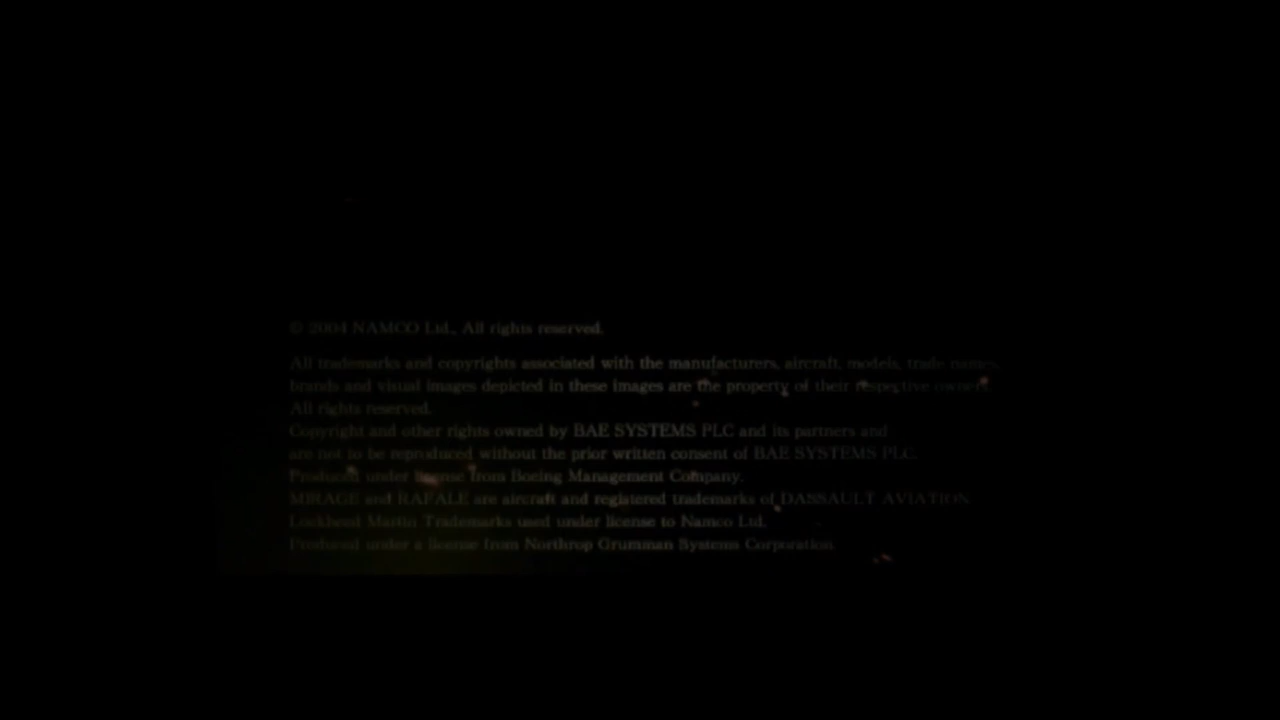 © 2004 NAMCO Ltd., All rights reserved.
All trademarks and copyrights associated with the manufacturers, aircraft, models, trade names,
brands and visual images depicted in these images are the property of their respective owners.
All rights reserved.
Copyright and other rights owned by BAE SYSTEMS PLC and its partners and
are not to be reproduced without the prior written consent of BAE SYSTEMS PLC.
Produced under license from Boeing Management Company.
MIRAGE and RAFALE are aircraft and registered trademarks of DASSAULT AVIATION.
Lockheed Martin Trademarks used under license to Namco Ltd.
Produced under a license from Northrop Grumman Systems Corporation.